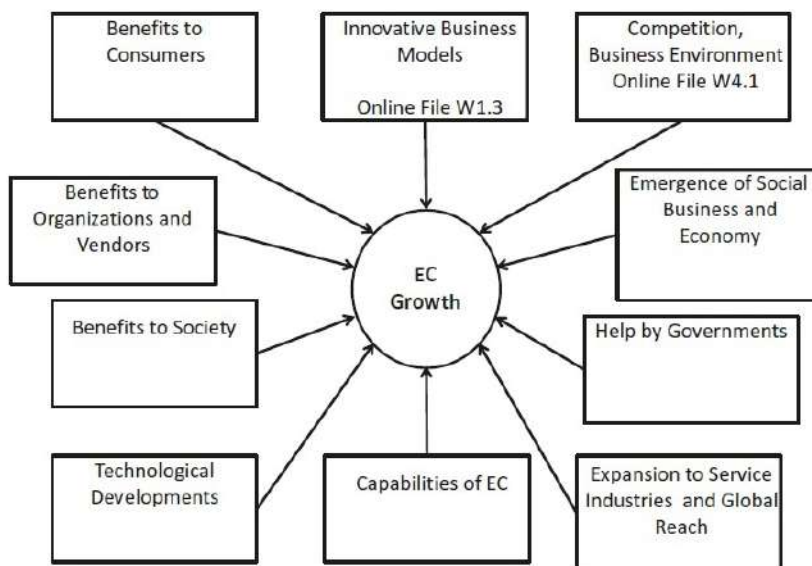 Benefits to
Consumers
Innovative Business
Models
Online File W1.3
Competition,
Business Environment
Online File W4.1
Benefits to
Organizations and
Vendors
Emergence of Social
Business and
Economy
EC
Growth
Benefits to Society
Help by Governments
Technological
Developments
Capabilities of EC
Expansion to Service
Industries and Global
Reach